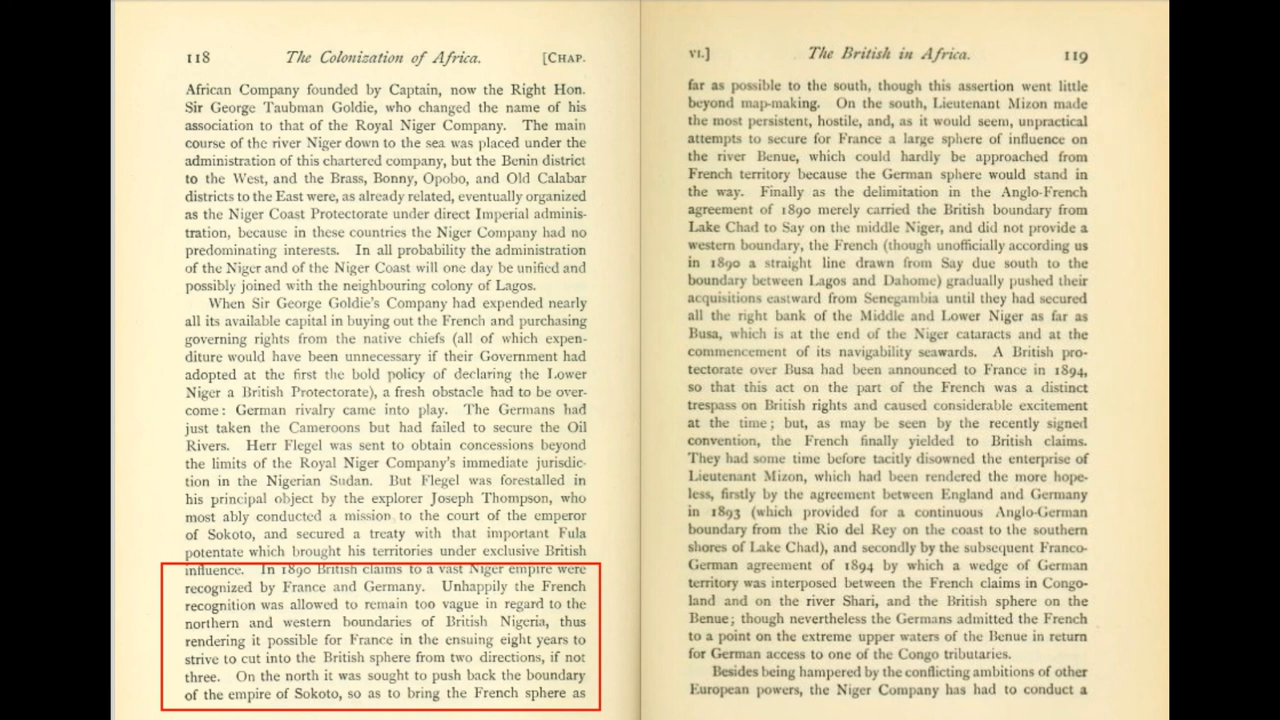 118 The Colonization of Africa. [CHAP.
African Company founded by Captain, now the Right Hon.
Sir George Taubman Goldie, who changed the name of his
association to that of the Royal Niger Company. The main
course of the river Niger down to the sea was placed under the
administration of this chartered company, but the Benin district
to the West, and the Brass, Bonny, Opobo, and Old Calabar
districts to the East were, as already related, eventually organized
as the Niger Coast Protectorate under direct Imperial adminis-
tration, because in these countries the Niger Company had no
predominating interests. In all probability the administration
of the Niger and of the Niger Coast will one day be unified and
possibly joined with the neighbouring colony of Lagos.
When Sir George Goldie's Company had expended nearly
all its available capital in buying out the French and purchasing
governing rights from the native chiefs (all of which expen-
diture would have been unnecessary if their Government had
adopted at the first the bold policy of declaring the Lower
Niger a British Protectorate), a fresh obstacle had to be over-
come: German rivalry came into play. The Germans had
just taken the Cameroons but had failed to secure the Oil
Rivers. Herr Flegel was sent to obtain concessions beyond
the limits of the Royal Niger Company's immediate jurisdic-
tion in the Nigerian Sudan. But Flegel was forestalled in
his principal object by the explorer Joseph Thompson, who
most ably conducted a mission to the court of the emperor
of Sokoto, and secured a treaty with that important Fula
potentate which brought his territories under exclusive British
influence. In 1890 British claims to a vast Niger empire were
recognized by France and Germany. Unhappily the French
recognition was allowed to remain too vague in regard to the
northern and western boundaries of British Nigeria, thus
rendering it possible for France in the ensuing eight years to
strive to cut into the British sphere from two directions, if not
three. On the north it was sought to push back the boundary
of the empire of Sokoto, so as to bring the French sphere as
VI.] The British in Africa. 119
far as possible to the south, though this assertion went little
beyond map-making. On the south, Lieutenant Mizon made
the most persistent, hostile, and, as it would seem, unpractical
attempts to secure for France a large sphere of influence on
the river Benue, which could hardly be approached from
French territory because the German sphere would stand in
the way. Finally as the delimitation in the Anglo-French
agreement of 1890 merely carried the British boundary from
Lake Chad to Say on the middle Niger, and did not provide a
western boundary, the French (though unofficially according us
in 1890 a straight line drawn from Say due south to the
boundary between Lagos and Dahome) gradually pushed their
acquisitions eastward from Senegambia until they had secured
all the right bank of the Middle and Lower Niger as far as
Busa, which is at the end of the Niger cataracts and at the
commencement of its navigability seawards. A British pro-
tectorate over Busa had been announced to France in 1894,
so that this act on the part of the French was a distinct
trespass on British rights and caused considerable excitement
at the time; but, as may be seen by the recently signed
convention, the French finally yielded to British claims.
They had some time before tacitly disowned the enterprise of
Lieutenant Mizon, which had been rendered the more hope-
less, firstly by the agreement between England and Germany
in 1893 (which provided for a continuous Anglo-German
boundary from the Rio del Rey on the coast to the southern
shores of Lake Chad), and secondly by the subsequent Franco-
German agreement of 1894 by which a wedge of German
territory was interposed between the French claims in Congo-
land and on the river Shari, and the British sphere on the
Benue; though nevertheless the Germans admitted the French
to a point on the extreme upper waters of the Benue in return
for German access to one of the Congo tributaries.
Besides being hampered by the conflicting ambitions of other
European powers, the Niger Company has had to conduct a